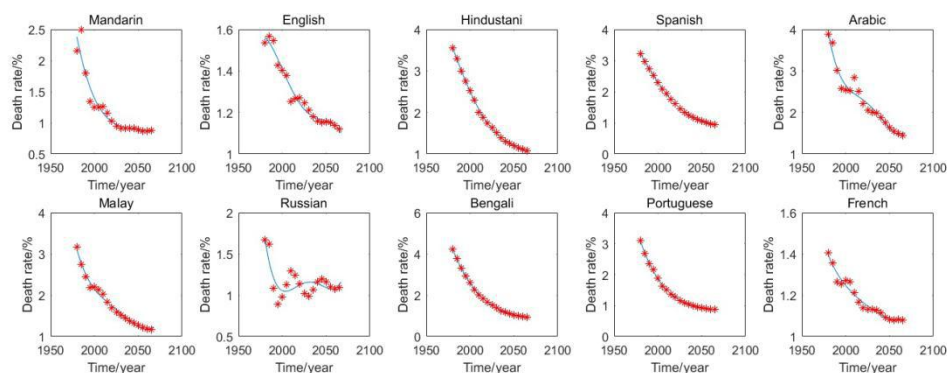 Mandarin
2.5
2
1.5
1
0.5
Death rate/%
1950 2000 2050 2100
Time/year
English
1.6
1.4
1.2
1
Death rate/%
1950 2000 2050 2100
Time/year
Hindustani
4
3
2
1
Death rate/%
1950 2000 2050 2100
Time/year
Spanish
4
3
2
1
0
Death rate/%
1950 2000 2050 2100
Time/year
Arabic
4
3
2
1
Death rate/%
1950 2000 2050 2100
Time/year
Malay
4
3
2
1
Death rate/%
1950 2000 2050 2100
Time/year
Russian
2
1.5
1
0.5
Death rate/%
1950 2000 2050 2100
Time/year
Bengali
6
4
2
0
Death rate/%
1950 2000 2050 2100
Time/year
Portuguese
4
3
2
1
0
Death rate/%
1950 2000 2050 2100
Time/year
French
1.6
1.4
1.2
1
Death rate/%
1950 2000 2050 2100
Time/year